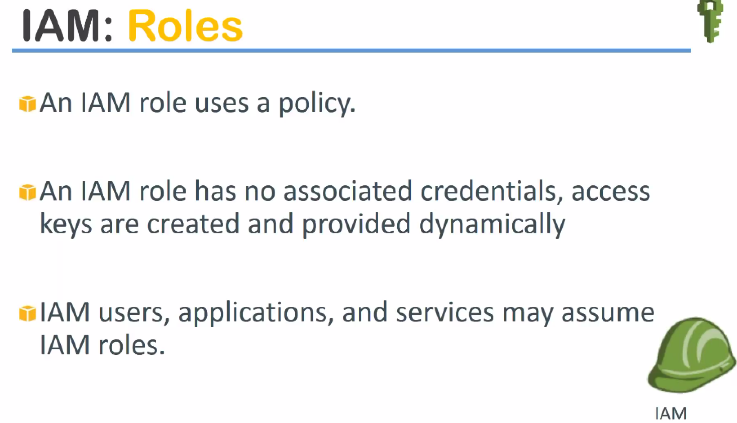 IAM: Roles
An IAM role uses a policy.
An IAM role has no associated credentials, access
keys are created and provided dynamically
IAM users, applications, and services may assume
IAM roles.
IAM